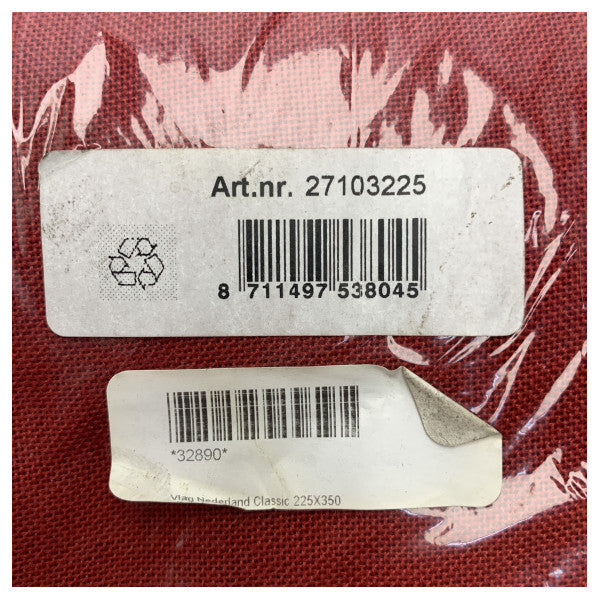 Art.nr. 27103225
8 711497 538045
*32890*
Vlag Nederland Classic 225X350